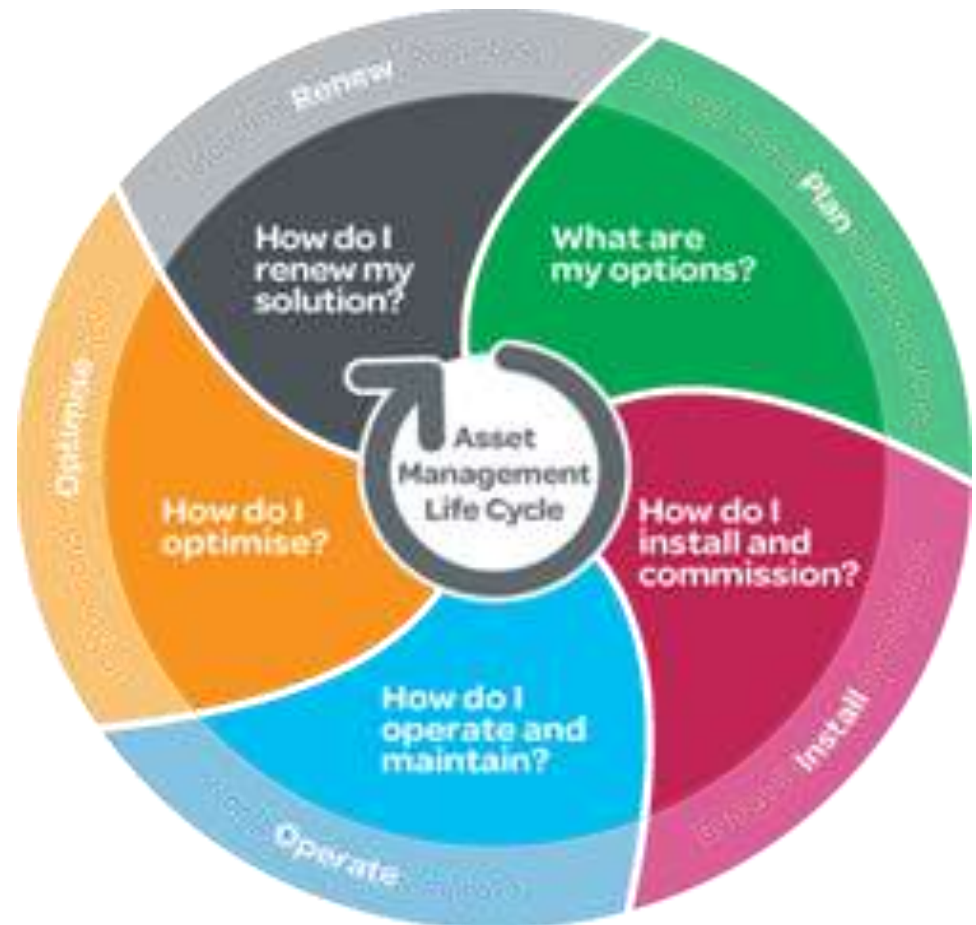 Renew
Plan
Install
Operate
Optimise
How do I
renew my
solution?
What are
my options?
How do I
install and
commission?
How do I
operate and
maintain?
How do I
optimise?
Asset
Management
Life Cycle